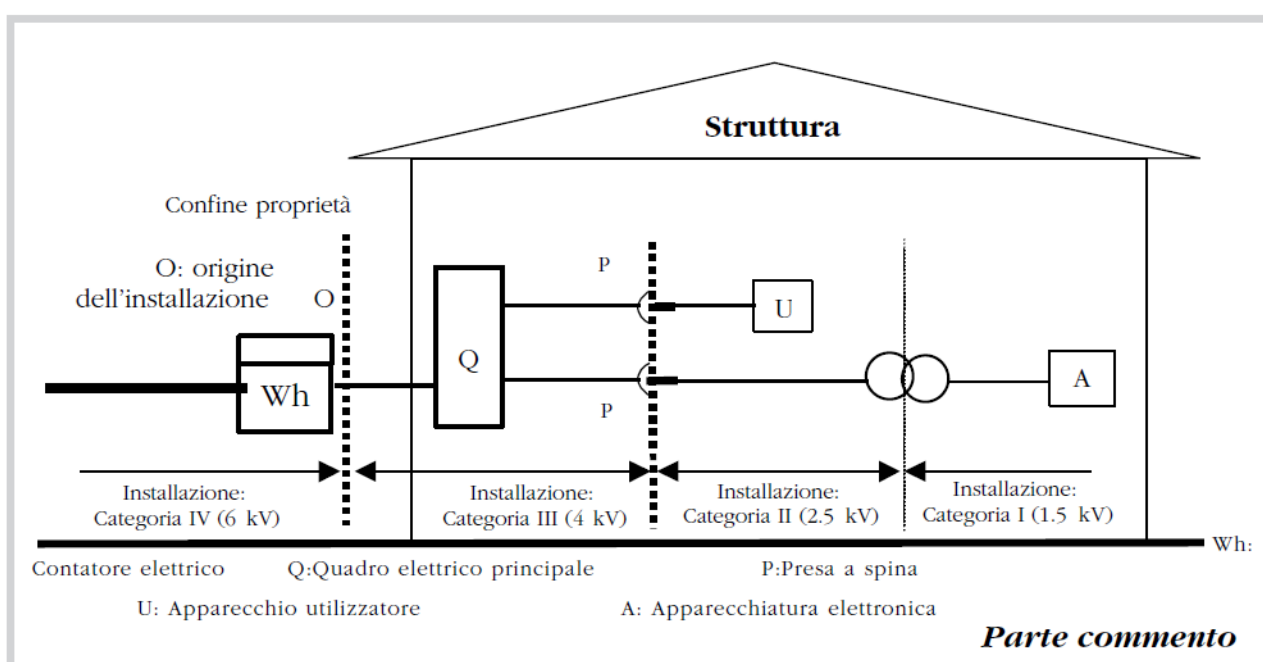 Struttura
Confine proprietà
O: origine
dell'installazione O
P
U
Q
Wh
A
P
Installazione:
Categoria IV (6 kV)
Installazione:
Categoria III (4 kV)
Installazione:
Categoria II (2.5 kV)
Installazione:
Categoria I (1.5 kV)
Wh:
Contatore elettrico Q:Quadro elettrico principale P:Presa a spina
U: Apparecchio utilizzatore A: Apparecchiatura elettronica
Parte commento